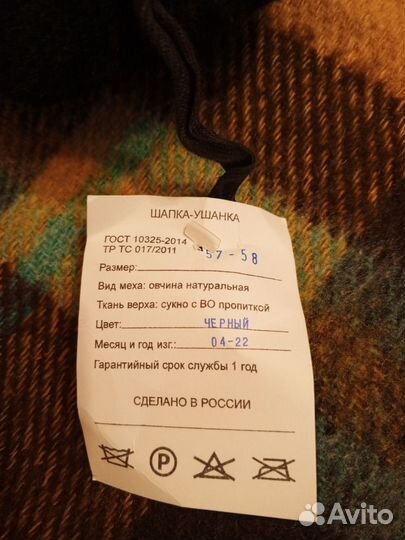 ШАПКА-УШАНКА
ГОСТ 10325-2014
ТР ТС 017/2011
Размер: 57 - 58
Вид меха: овчина натуральная
Ткань верха: сукно с ВО пропиткой
Цвет: ЧЕРНЫЙ
Месяц и год изг.: 04-22
Гарантийный срок службы 1 год
СДЕЛАНО В РОССИИ
P
Avito